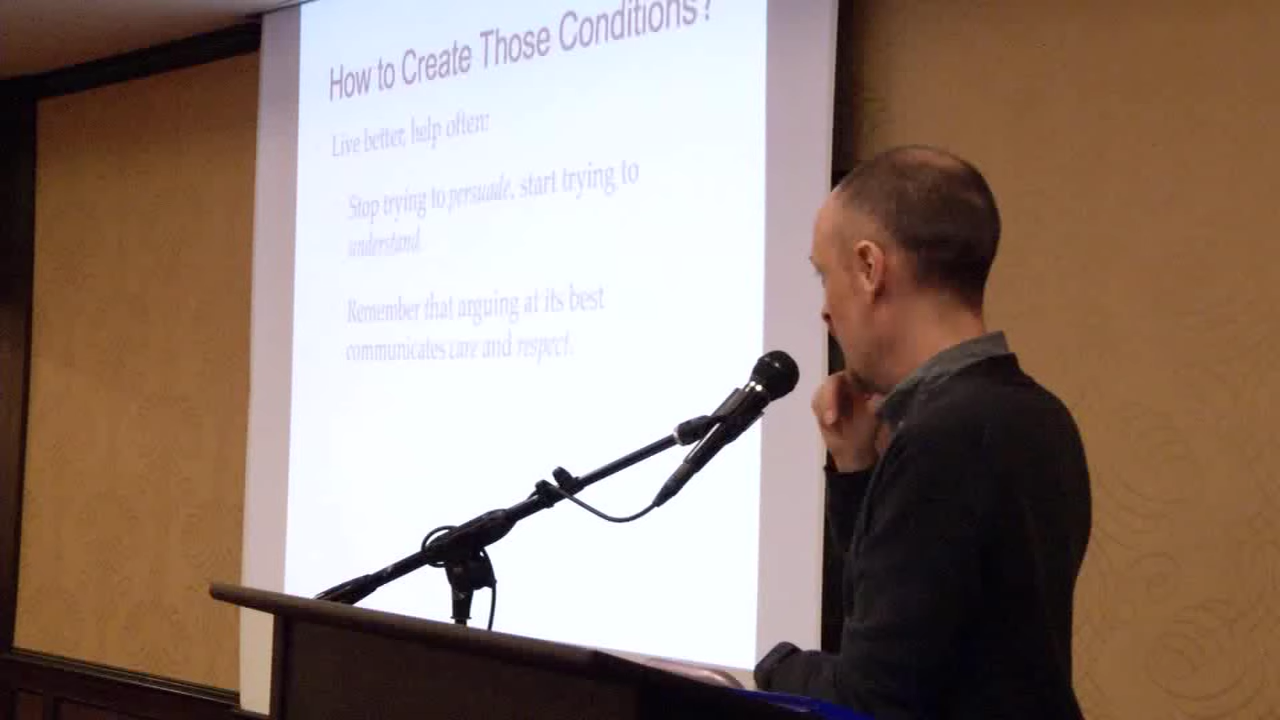 How to Create Those Conditions?
Live better, help often:
Stop trying to persuade, start trying to
understand.
Remember that arguing at its best
communicates care and respect.